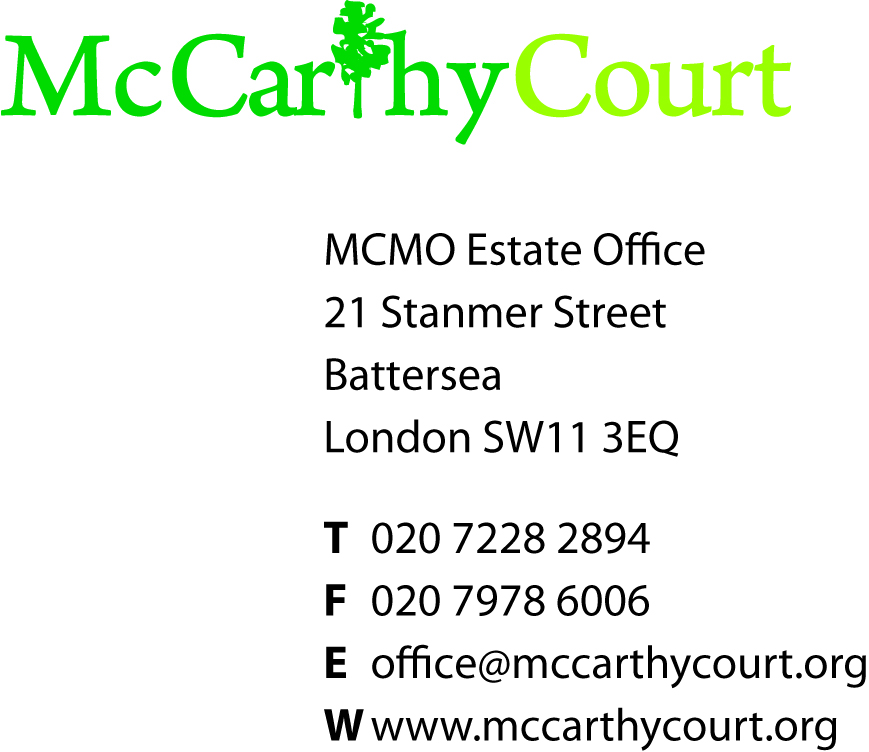 McCarthyCourt
MCMO Estate Office
21 Stanmer Street
Battersea
London SW11 3EQ
T 020 7228 2894
F 020 7978 6006
E office@mccarthycourt.org
W www.mccarthycourt.org